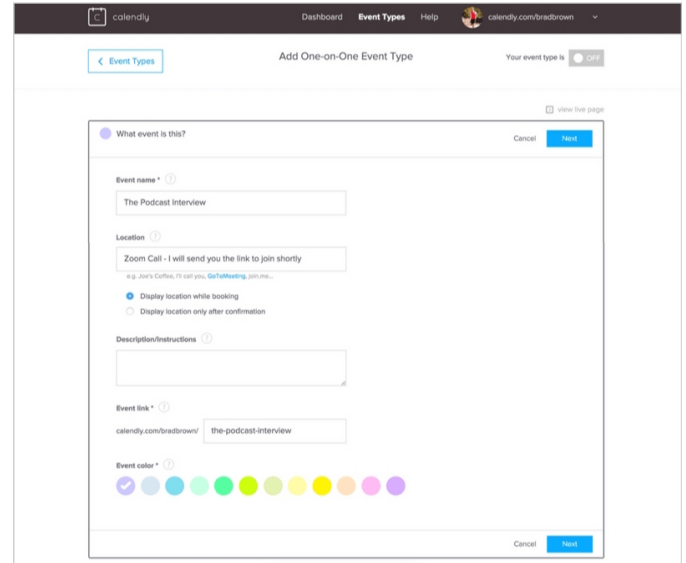 C calendly Dashboard Event Types Help calendly.com/bradbrown
< Event Types Add One-on-One Event Type Your event type is OFF
view live page
What event is this? Cancel Next
Event name * ?
The Podcast Interview
Location ?
Zoom Call - I will send you the link to join shortly
e.g. Joe's Coffee, I'll call you, GoToMeeting, join.me...
Display location while booking
Display location only after confirmation
Description/Instructions ?
Event link * ?
calendly.com/bradbrown/ the-podcast-interview
Event color * ?
Cancel Next